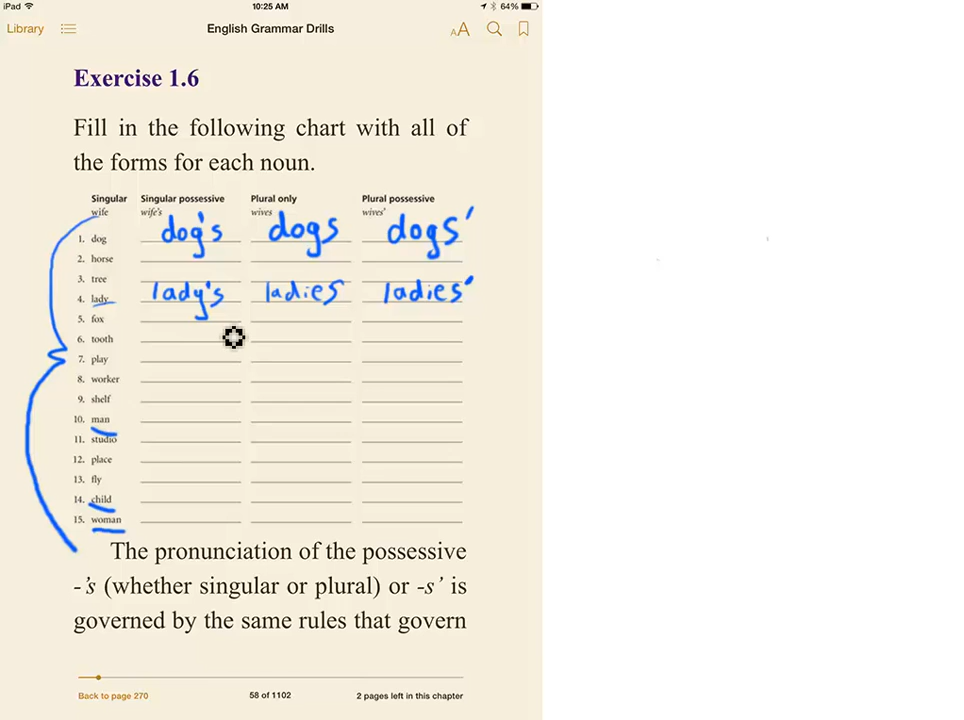 iPad 10:25 AM 64%
Library English Grammar Drills AA
Exercise 1.6
Fill in the following chart with all of
the forms for each noun.
Singular Singular possessive Plural only Plural possessive
wife wife's wives wives'
1. dog dog's dogs dogs'
2. horse
3. tree
4. lady lady's ladies ladies'
5. fox
6. tooth
7. play
8. worker
9. shelf
10. man
11. studio
12. place
13. fly
14. child
15. woman
The pronunciation of the possessive
-'s (whether singular or plural) or -s' is
governed by the same rules that govern
Back to page 270 58 of 1102 2 pages left in this chapter